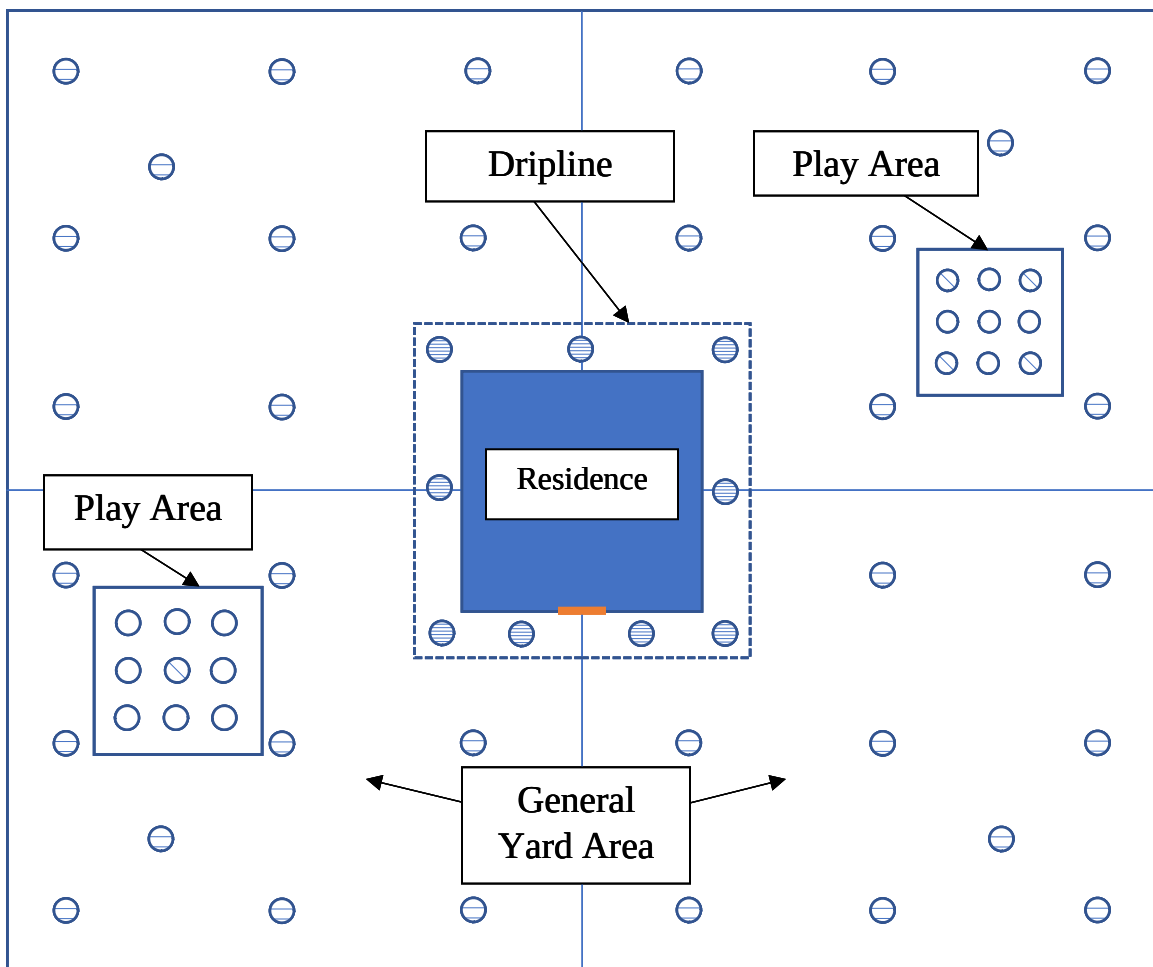 Dripline
Play Area
Residence
Play Area
General
Yard Area